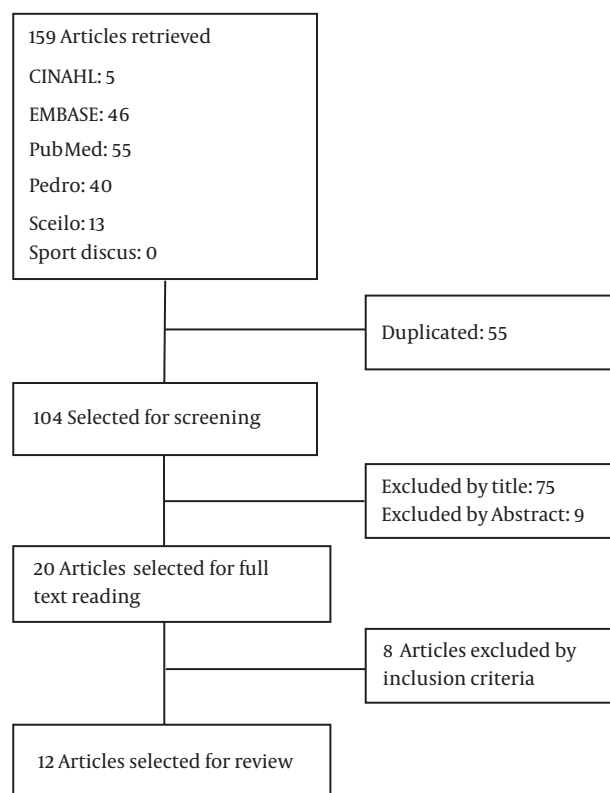 159 Articles retrieved
CINAHL: 5
EMBASE: 46
PubMed: 55
Pedro: 40
Sceilo: 13
Sport discus: 0
Duplicated: 55
104 Selected for screening
Excluded by title: 75
Excluded by Abstract: 9
20 Articles selected for full
text reading
8 Articles excluded by
inclusion criteria
12 Articles selected for review